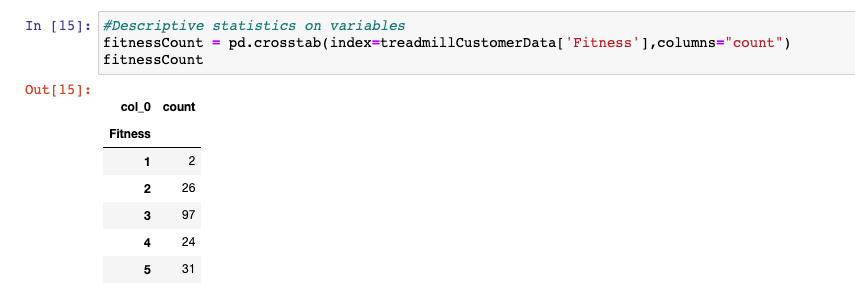 In [15]: #Descriptive statistics on variables
fitnessCount = pd.crosstab(index=treadmillCustomerData['Fitness'],columns="count")
fitnessCount
Out[15]:
col_0 count
Fitness
1 2
2 26
3 97
4 24
5 31